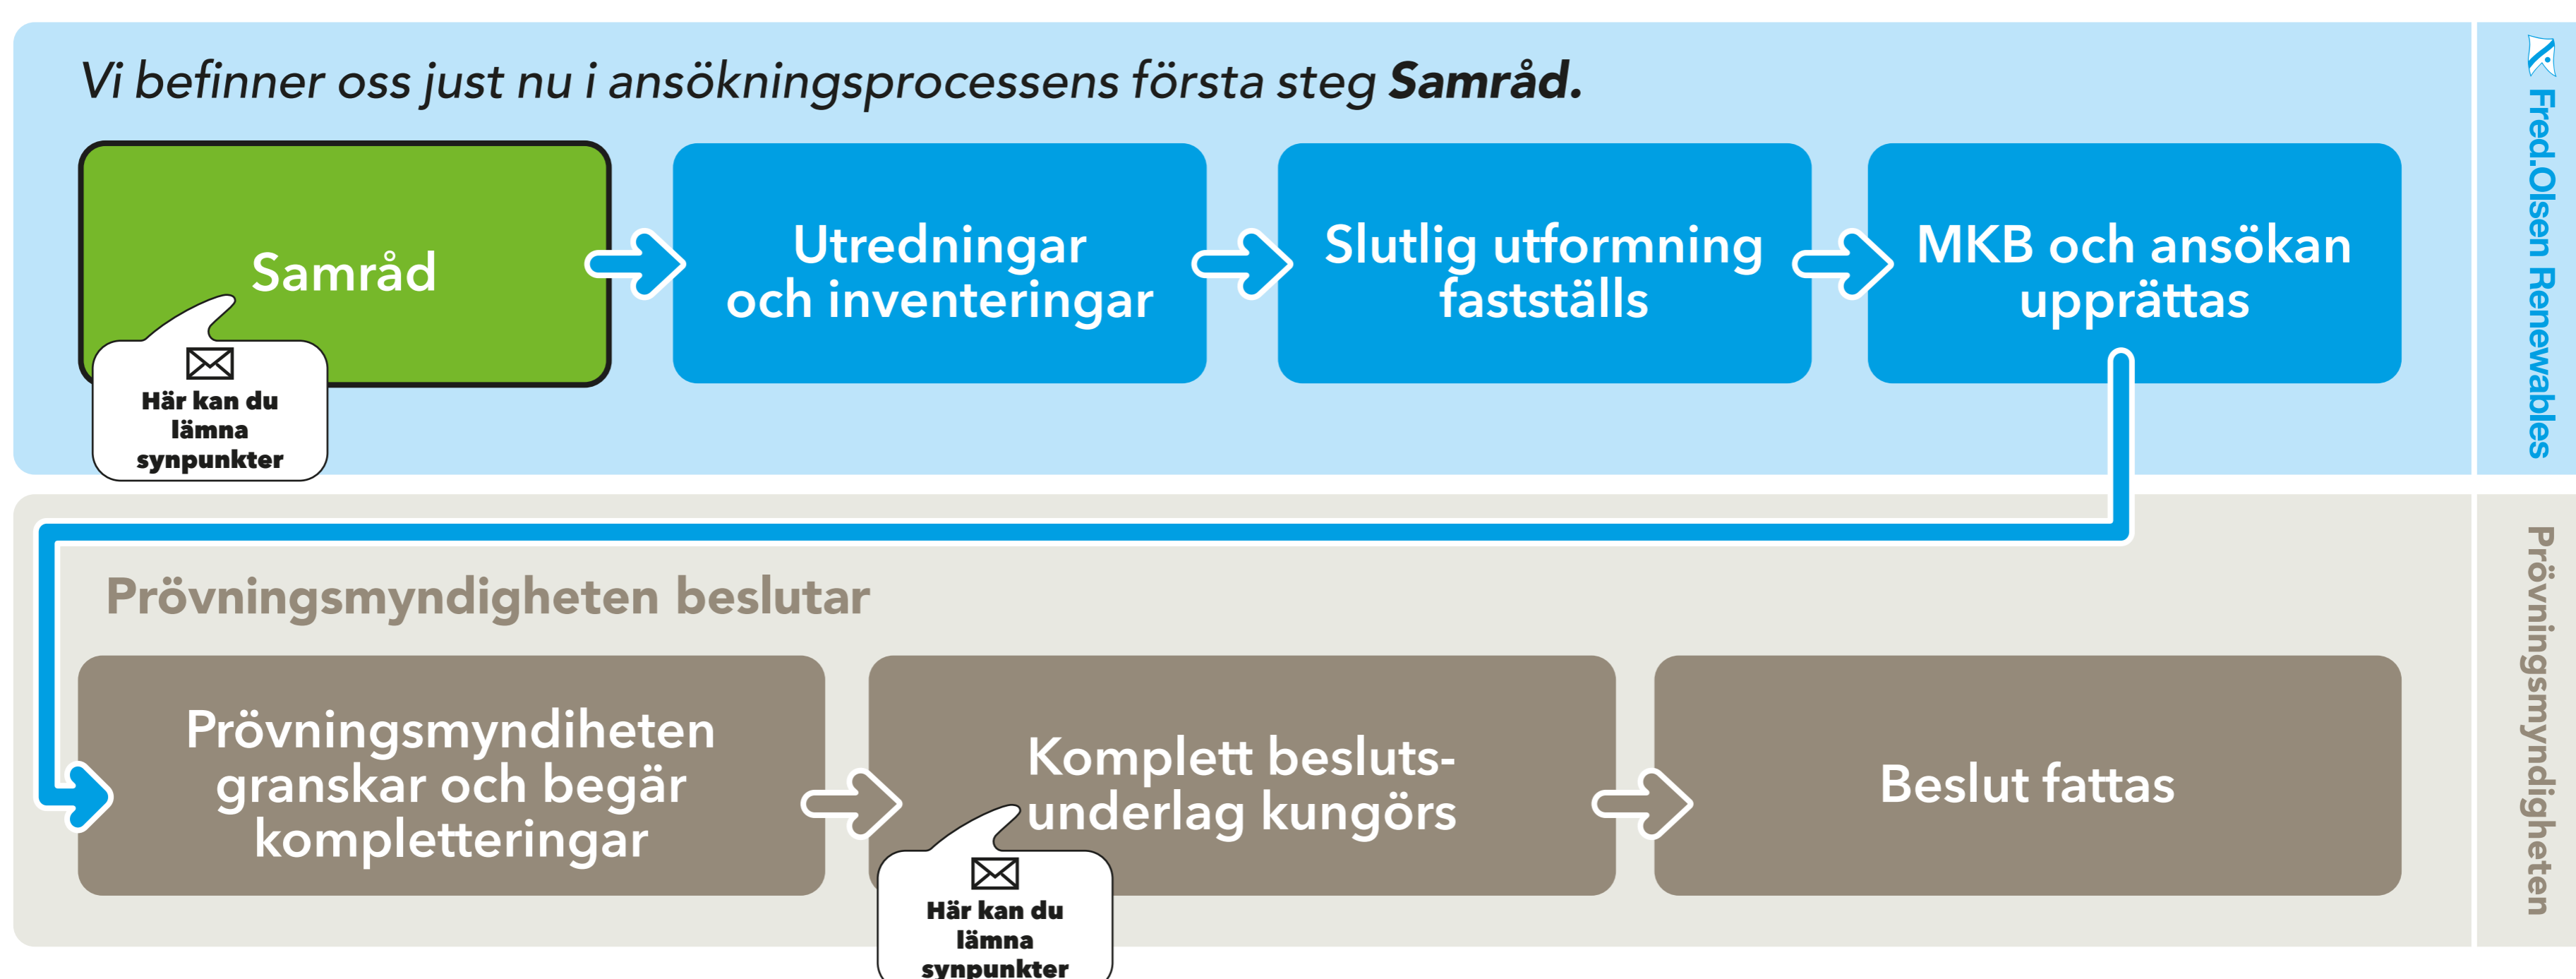 Vi befinner oss just nu i ansökningsprocessens första steg Samråd.
Samråd
Här kan du
lämna
synpunkter
Utredningar
och inventeringar
Slutlig utformning
fastställs
MKB och ansökan
upprättas
Fred.Olsen Renewables
Prövningsmyndigheten beslutar
Prövningsmyndiheten
granskar och begär
kompletteringar
Komplett besluts-
underlag kungörs
Här kan du
lämna
synpunkter
Beslut fattas
Prövningsmyndigheten